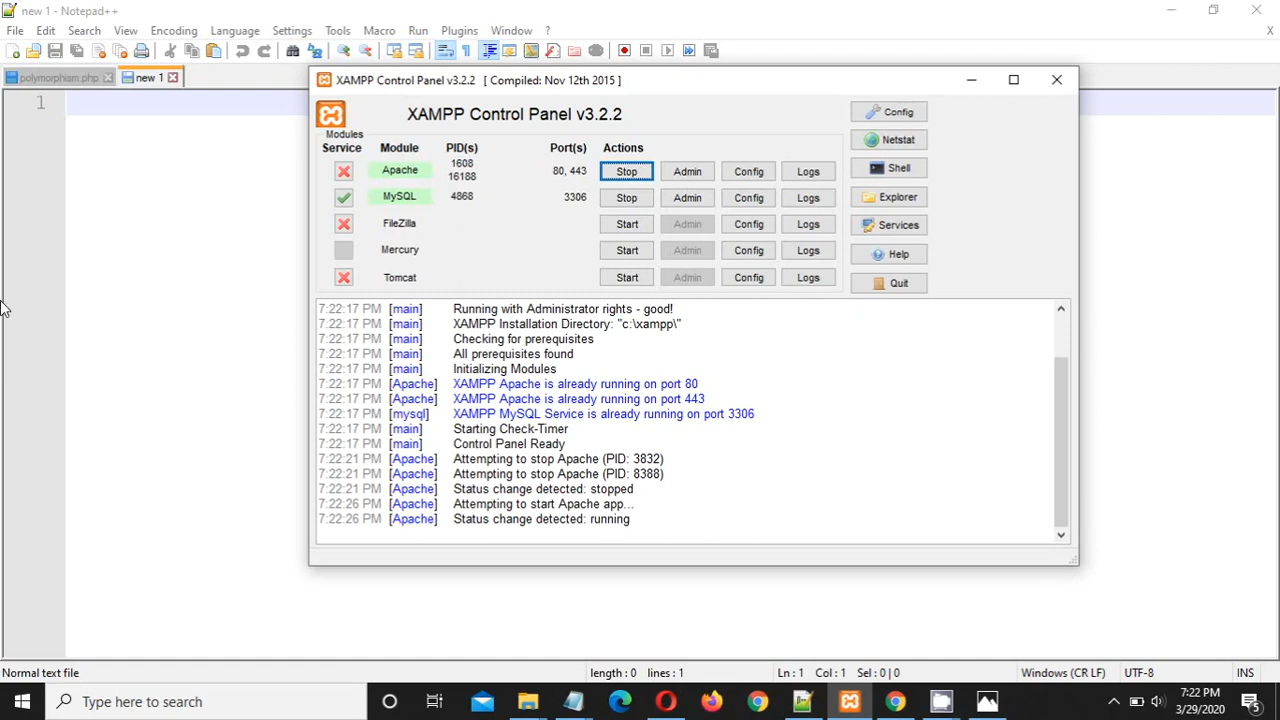 new 1 - Notepad++
File Edit Search View Encoding Language Settings Tools Macro Run Plugins Window ? X
polymorphism.php new 1
1
XAMPP Control Panel v3.2.2 [ Compiled: Nov 12th 2015 ]
XAMPP Control Panel v3.2.2
Modules
Service Module PID(s) Port(s) Actions
Apache 1608 16188 80, 443 Stop Admin Config Logs
MySQL 4868 3306 Stop Admin Config Logs
FileZilla Start Admin Config Logs
Mercury Start Admin Config Logs
Tomcat Start Admin Config Logs
Config
Netstat
Shell
Explorer
Services
Help
Quit
7:22:17 PM [main] Running with Administrator rights - good!
7:22:17 PM [main] XAMPP Installation Directory: "c:\xampp\"
7:22:17 PM [main] Checking for prerequisites
7:22:17 PM [main] All prerequisites found
7:22:17 PM [main] Initializing Modules
7:22:17 PM [Apache] XAMPP Apache is already running on port 80
7:22:17 PM [Apache] XAMPP Apache is already running on port 443
7:22:17 PM [mysql] XAMPP MySQL Service is already running on port 3306
7:22:17 PM [main] Starting Check-Timer
7:22:17 PM [main] Control Panel Ready
7:22:21 PM [Apache] Attempting to stop Apache (PID: 3832)
7:22:21 PM [Apache] Attempting to stop Apache (PID: 8388)
7:22:21 PM [Apache] Status change detected: stopped
7:22:26 PM [Apache] Attempting to start Apache app...
7:22:26 PM [Apache] Status change detected: running
Normal text file length : 0 lines : 1 Ln : 1 Col : 1 Sel : 0 | 0 Windows (CR LF) UTF-8 INS
Type here to search
7:22 PM
3/29/2020
5